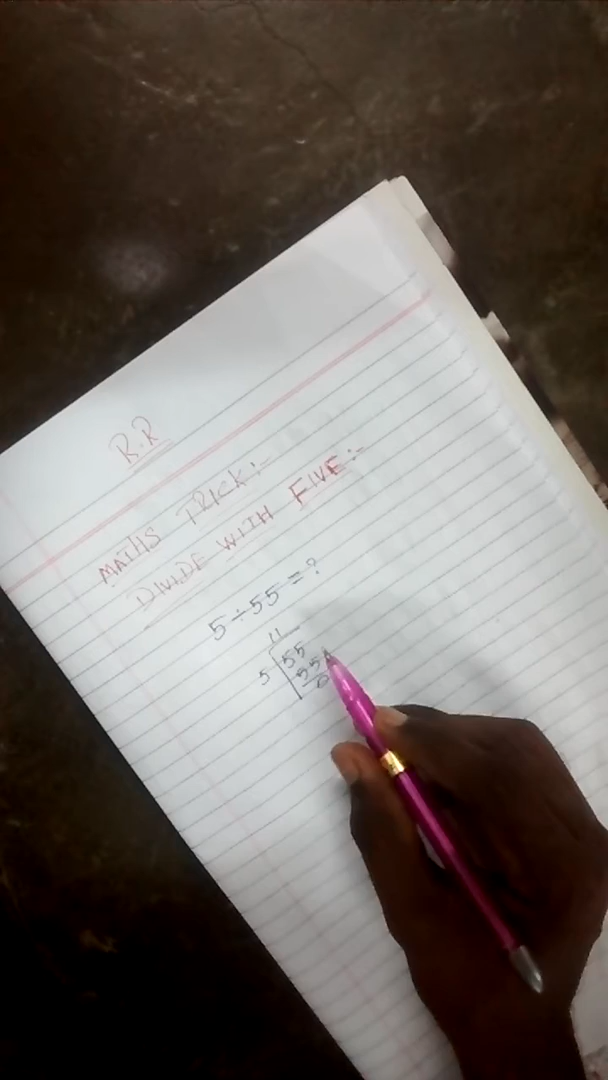 R.R
MATHS TRICK:-
DIVIDE WITH FIVE:-
5÷55=?
11
5 55
55
0